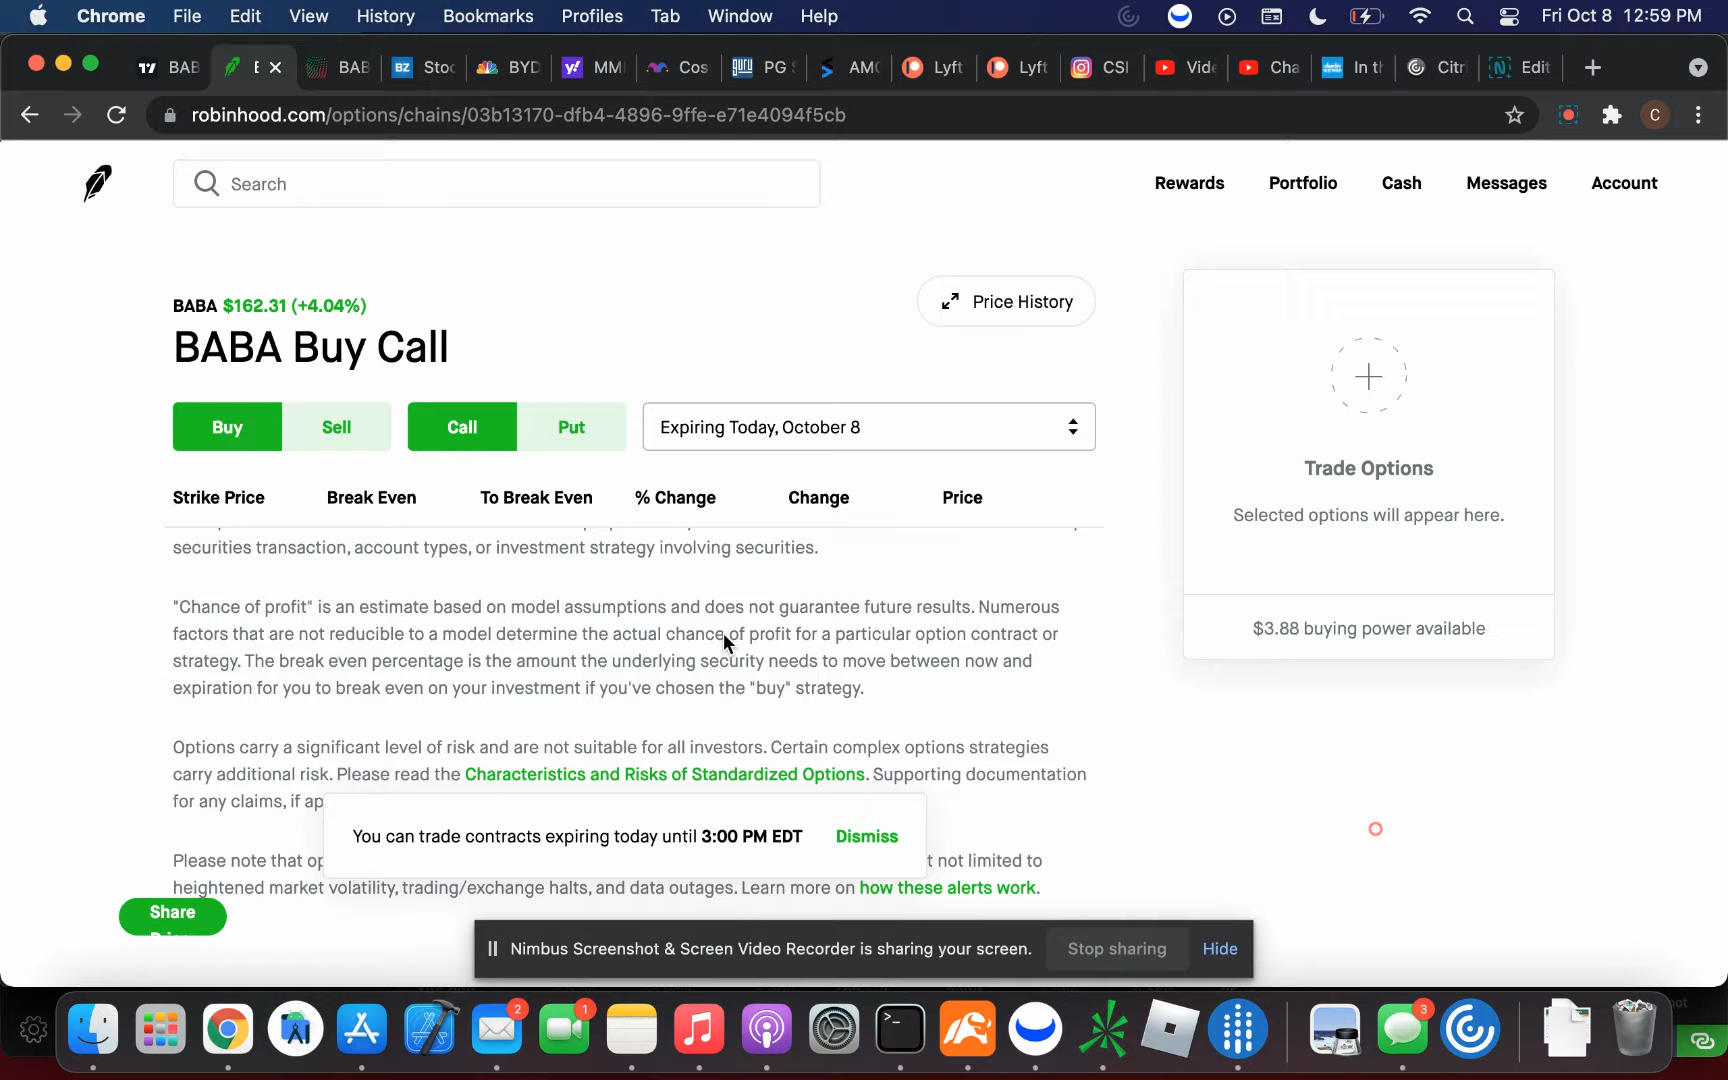 Chrome File Edit View History Bookmarks Profiles Tab Window Help Fri Oct 8 12:59 PM
BAB E BAB Stoc BYD MM Cos PG AMC Lyft Lyft CSI Vide Cha In th Citri Edit
robinhood.com/options/chains/03b13170-dfb4-4896-9ffe-e71e4094f5cb C
Search Rewards Portfolio Cash Messages Account
BABA $162.31 (+4.04%)
Price History
BABA Buy Call
Buy Sell Call Put Expiring Today, October 8
Strike Price Break Even To Break Even % Change Change Price
securities transaction, account types, or investment strategy involving securities.
"Chance of profit" is an estimate based on model assumptions and does not guarantee future results. Numerous
factors that are not reducible to a model determine the actual chance of profit for a particular option contract or
strategy. The break even percentage is the amount the underlying security needs to move between now and
expiration for you to break even on your investment if you've chosen the "buy" strategy.
Options carry a significant level of risk and are not suitable for all investors. Certain complex options strategies
carry additional risk. Please read the Characteristics and Risks of Standardized Options. Supporting documentation
for any claims, if ap
You can trade contracts expiring today until 3:00 PM EDT Dismiss
Please note that op t not limited to
heightened market volatility, trading/exchange halts, and data outages. Learn more on how these alerts work.
Trade Options
Selected options will appear here.
$3.88 buying power available
Share
Nimbus Screenshot & Screen Video Recorder is sharing your screen. Stop sharing Hide
2 1 3